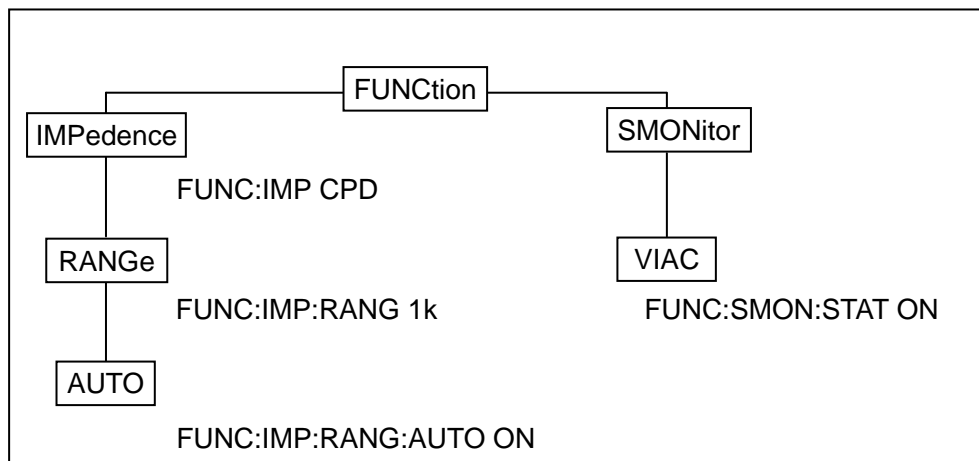 FUNCtion
IMPedence
SMONitor
FUNC:IMP CPD
RANGe
VIAC
FUNC:IMP:RANG 1k
FUNC:SMON:STAT ON
AUTO
FUNC:IMP:RANG:AUTO ON